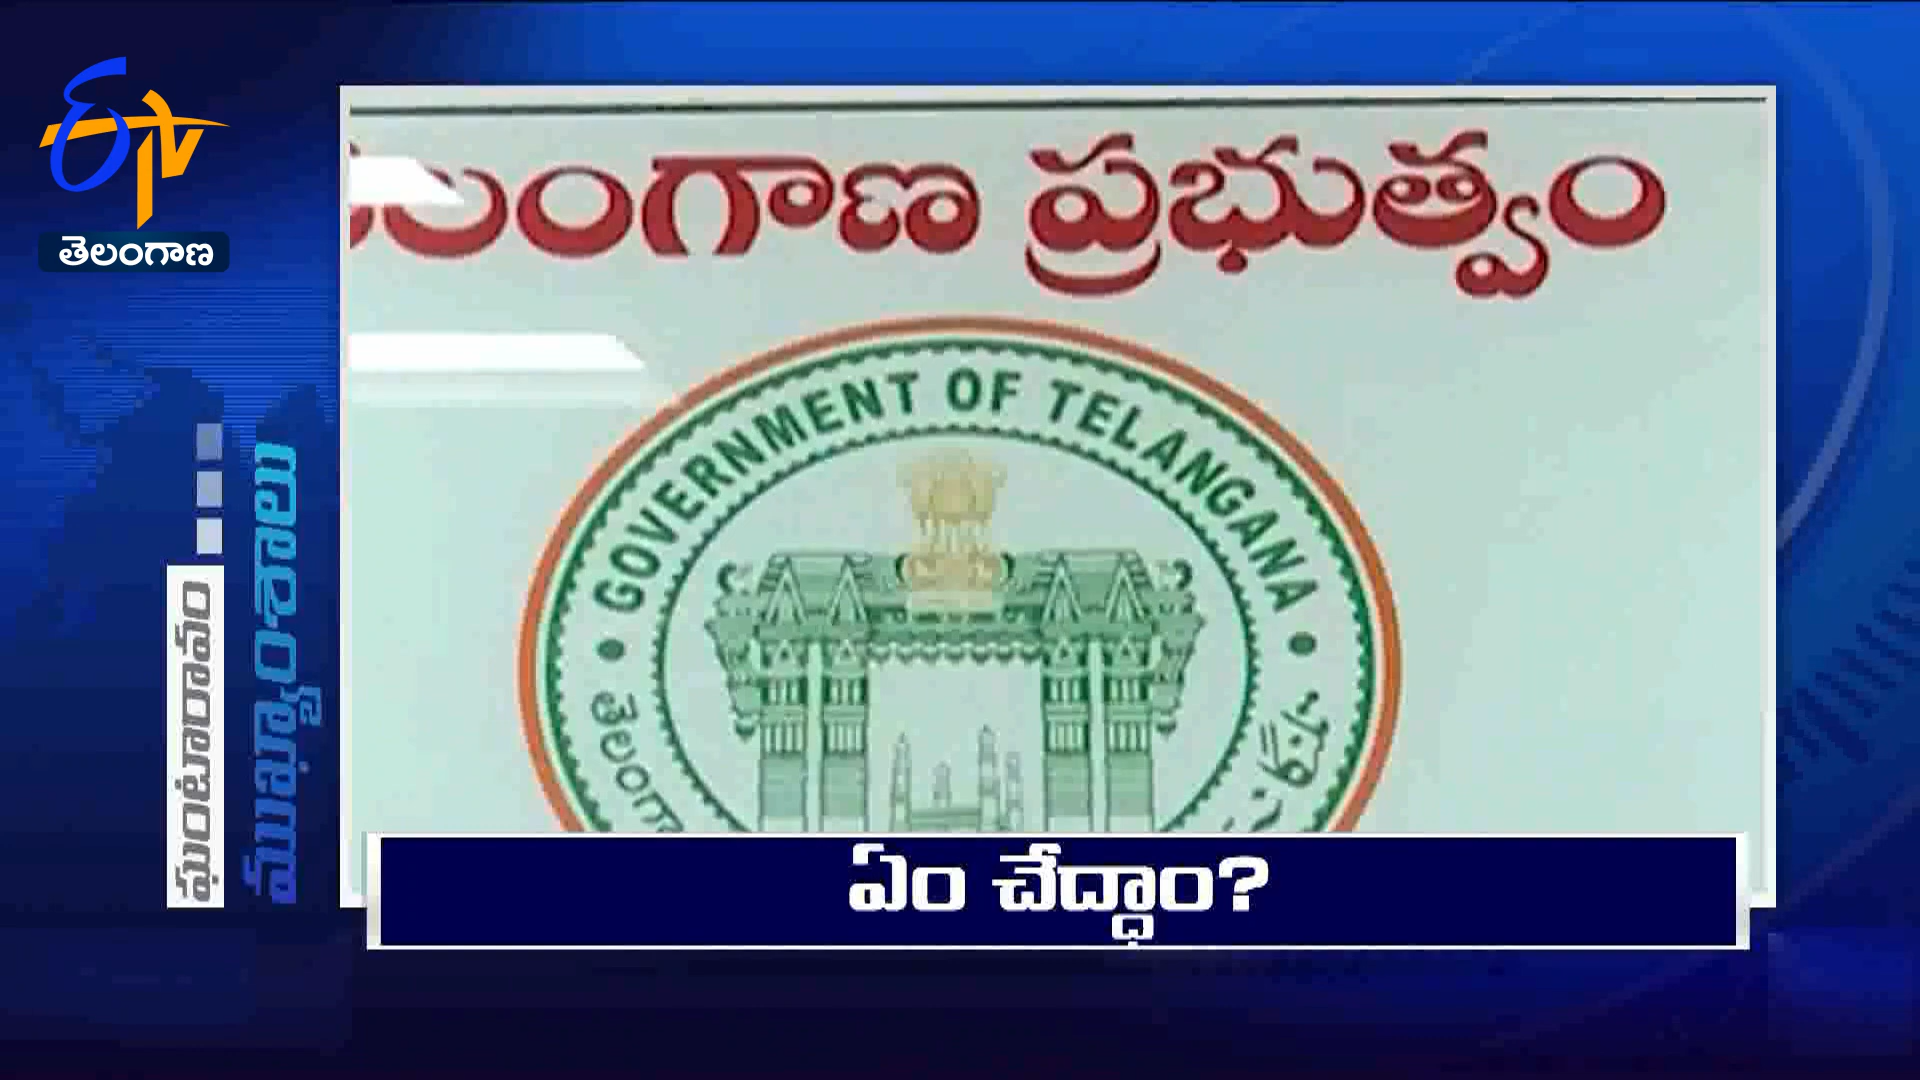 ETV
తెలంగాణ
ఘంటారావం
ముఖ్యాంశాలు
తెలంగాణ ప్రభుత్వం
GOVERNMENT OF TELANGANA
తెలంగా
ఏం చేద్దాం?